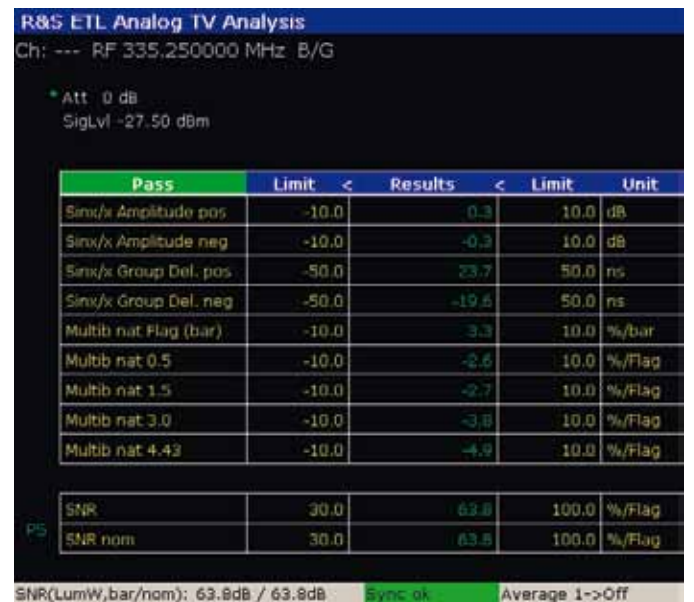 R&S ETL Analog TV Analysis
Ch: --- RF 335.250000 MHz B/G
* Att 0 dB
SigLvl -27.50 dBm
Pass Limit < Results < Limit Unit
Sinx/x Amplitude pos -10.0 0.3 10.0 dB
Sinx/x Amplitude neg -10.0 -0.3 10.0 dB
Sinx/x Group Del. pos -50.0 23.7 50.0 ns
Sinx/x Group Del. neg -50.0 -19.6 50.0 ns
Multib nat Flag (bar) -10.0 3.3 10.0 %/bar
Multib nat 0.5 -10.0 -2.6 10.0 %/Flag
Multib nat 1.5 -10.0 -2.7 10.0 %/Flag
Multib nat 3.0 -10.0 -3.8 10.0 %/Flag
Multib nat 4.43 -10.0 -4.9 10.0 %/Flag
SNR 30.0 63.8 100.0 %/Flag
PS
SNR nom 30.0 63.8 100.0 %/Flag
SNR(LumW,bar/nom): 63.8dB / 63.8dB Sync ok Average 1->Off